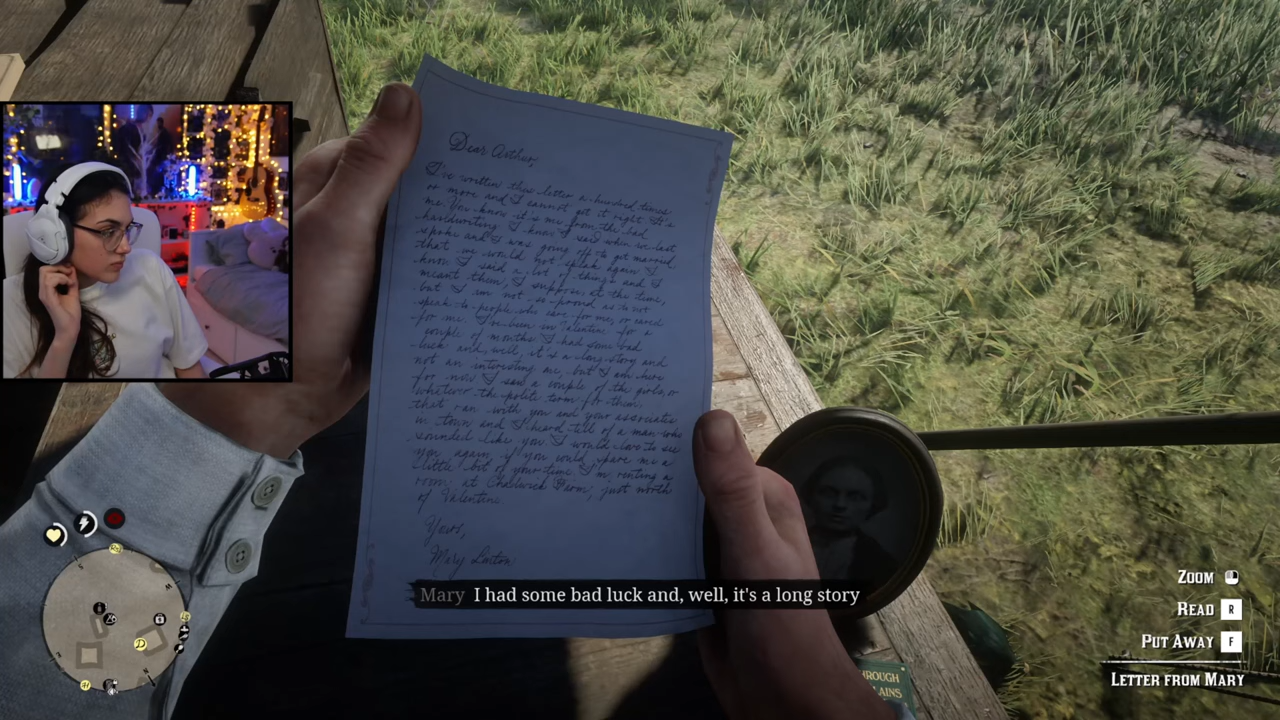 Dear Arthur,
I've written this letter a hundred times
or more and I cannot get it right. It's
me. You know it is me from the bad
handwriting. I know I said when we last
spoke and I was going off to get married,
that we would not speak again. I
know I said a lot of things and I
meant them, I suppose, at the time,
but I am not so proud as to not
speak to people who care for me, or cared
for me. I've been in Valentine for a
couple of months. I had some bad
luck and, well, it is a long story and
not an interesting one, but I am here
for now. I saw a couple of the girls, or
whatever the polite term for them,
that ran with you and your associates
in town and I heard tell of a man who
sounded like you. I would love to see
you again, if you would spare me a
little bit of your time. I'm renting a
room at Chadwick Farm, just north
of Valentine.
Yours,
Mary Linton
Mary I had some bad luck and, well, it's a long story
ZOOM
READ R
PUT AWAY F
LETTER FROM MARY